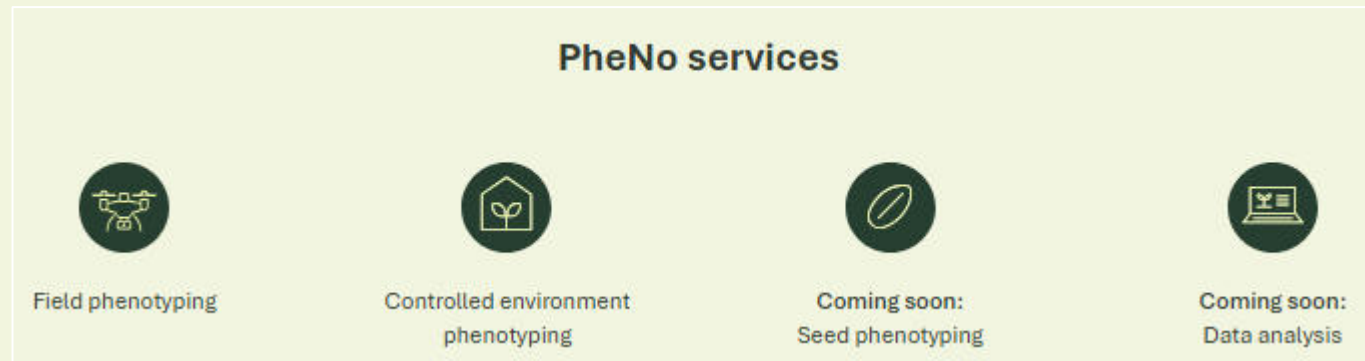 PheNo services
Field phenotyping
Controlled environment
phenotyping
Coming soon:
Seed phenotyping
Coming soon:
Data analysis